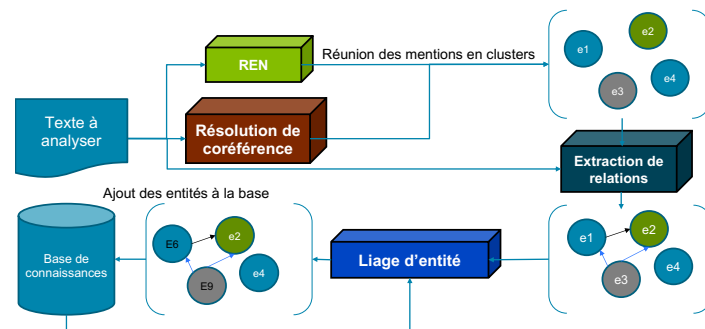 REN
Réunion des mentions en clusters
e1
e2
e3
e4
Texte à
analyser
Résolution de
coréférence
Extraction de
relations
Ajout des entités à la base
Base de
connaissances
E6
e2
e4
E9
Liage d'entité
e1
e2
e4
e3